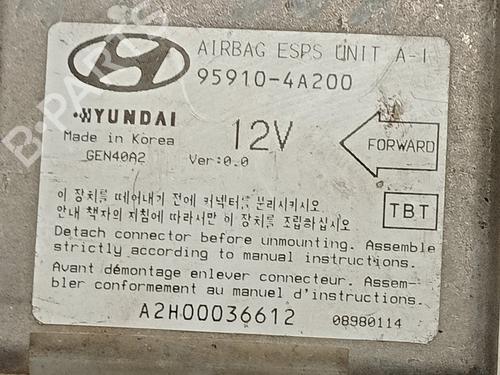 AIRBAG ESPS UNIT A-I
95910-4A200
HYUNDAI
Made in Korea
GEN40A2
Ver:0.0
12V
FORWARD
TBT
이 장치를 떼어내기 전에 커넥터를 분리시키시오
안내 책자의 지침에 따라서만 이 장치를 조립하십시오
Detach connector before unmounting. Assemble
strictly according to manual instructions.
Avant démontage enlever connecteur. Assem-
bler conformement au manuel d'instructions.
A2H00036612
08980114
B-PARTS